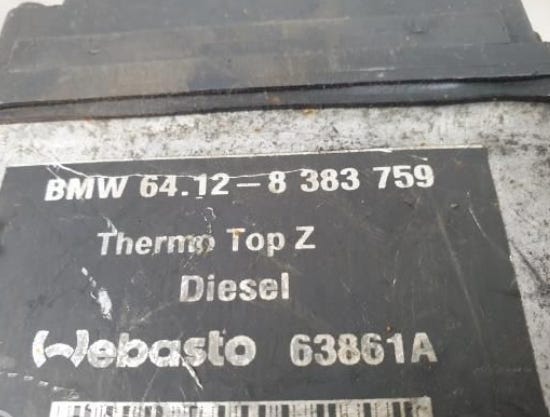 BMW 64.12-8 383 759
Thermo Top Z
Diesel
Webasto 63861A